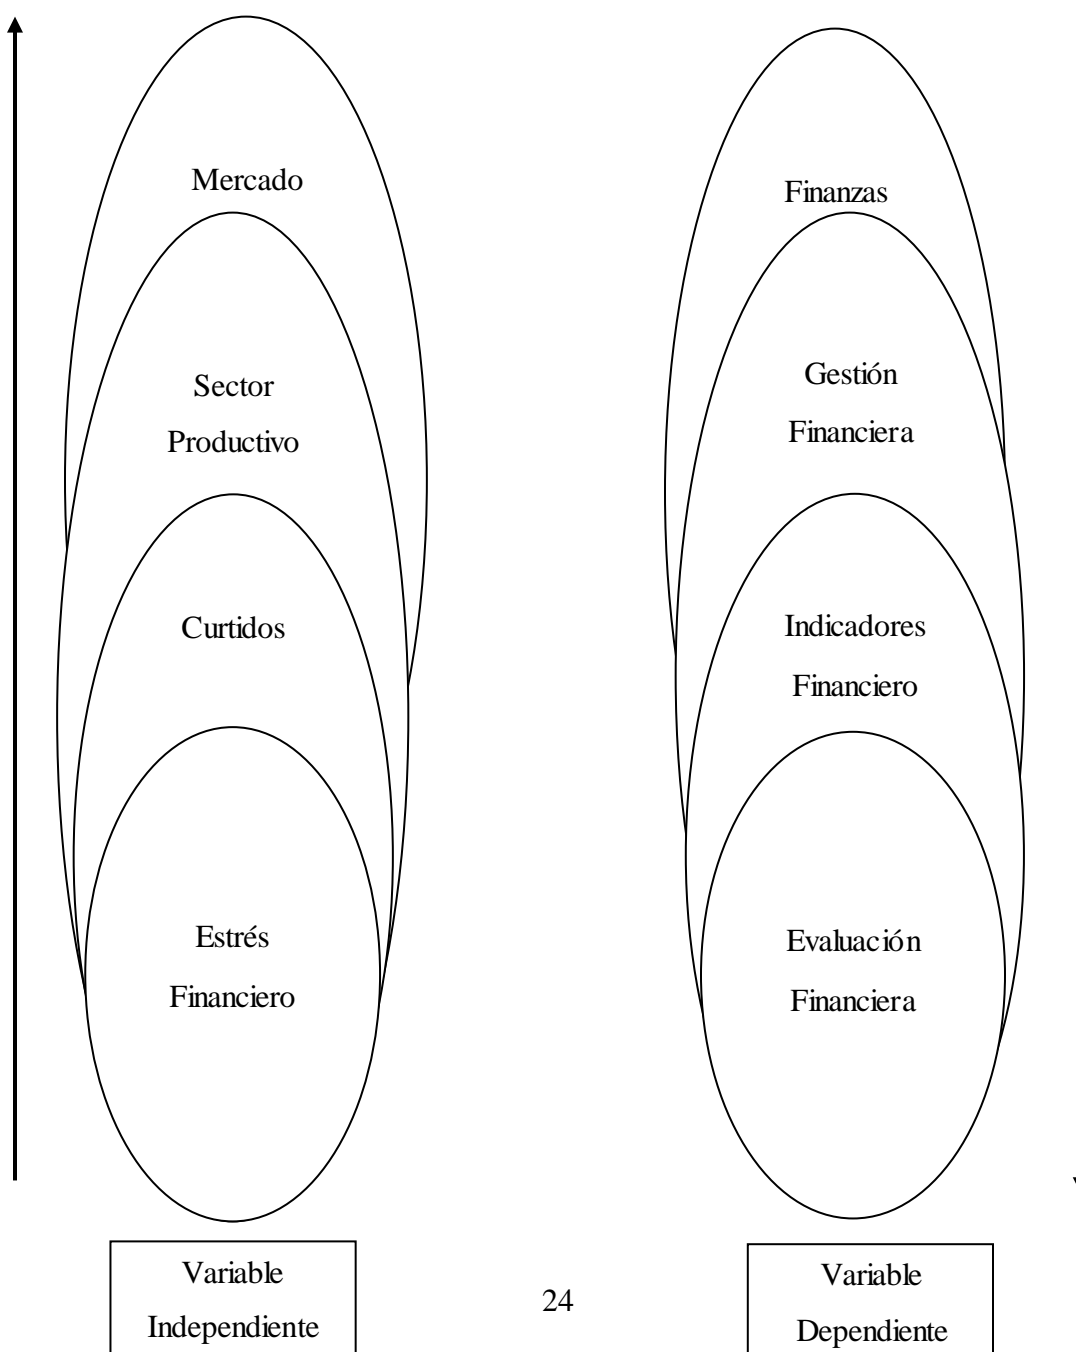 Mercado
Sector
Productivo
Curtidos
Estrés
Financiero
Variable
Independiente
Finanzas
Gestión
Financiera
Indicadores
Financiero
Evaluación
Financiera
Variable
Dependiente
24